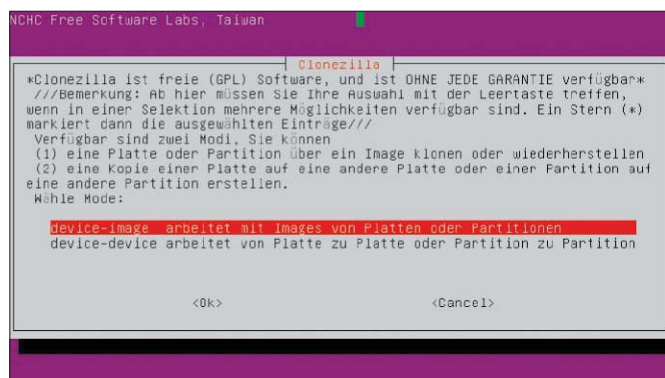 NCHC Free Software Labs, Taiwan
Clonezilla
*Clonezilla ist freie (GPL) Software, und ist OHNE JEDE GARANTIE verfügbar*
///Bemerkung: Ab hier müssen Sie Ihre Auswahl mit der Leertaste treffen,
wenn in einer Selektion mehrere Möglichkeiten verfügbar sind. Ein Stern (*)
markiert dann die ausgewählten Einträge///
Verfügbar sind zwei Modi, Sie können
(1) eine Platte oder Partition über ein Image klonen oder wiederherstellen
(2) eine Kopie einer Platte auf eine andere Platte oder einer Partition auf
eine andere Partition erstellen.
Wähle Mode:
device-image arbeitet mit Images von Platten oder Partitionen
device-device arbeitet von Platte zu Platte oder Partition zu Partition
<Ok> <Cancel>